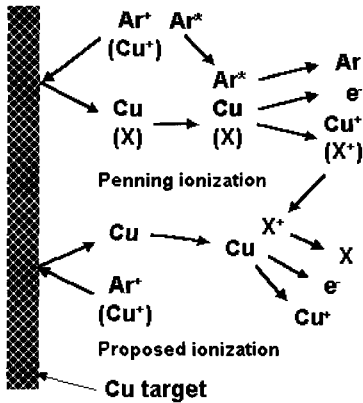 Ar⁺ Ar*
(Cu⁺)
Ar
Ar*
e⁻
Cu Cu Cu⁺
(X) (X) (X⁺)
Penning ionization
Cu Cu X⁺
X
Ar⁺ e⁻
(Cu⁺) Cu⁺
Proposed ionization
Cu target